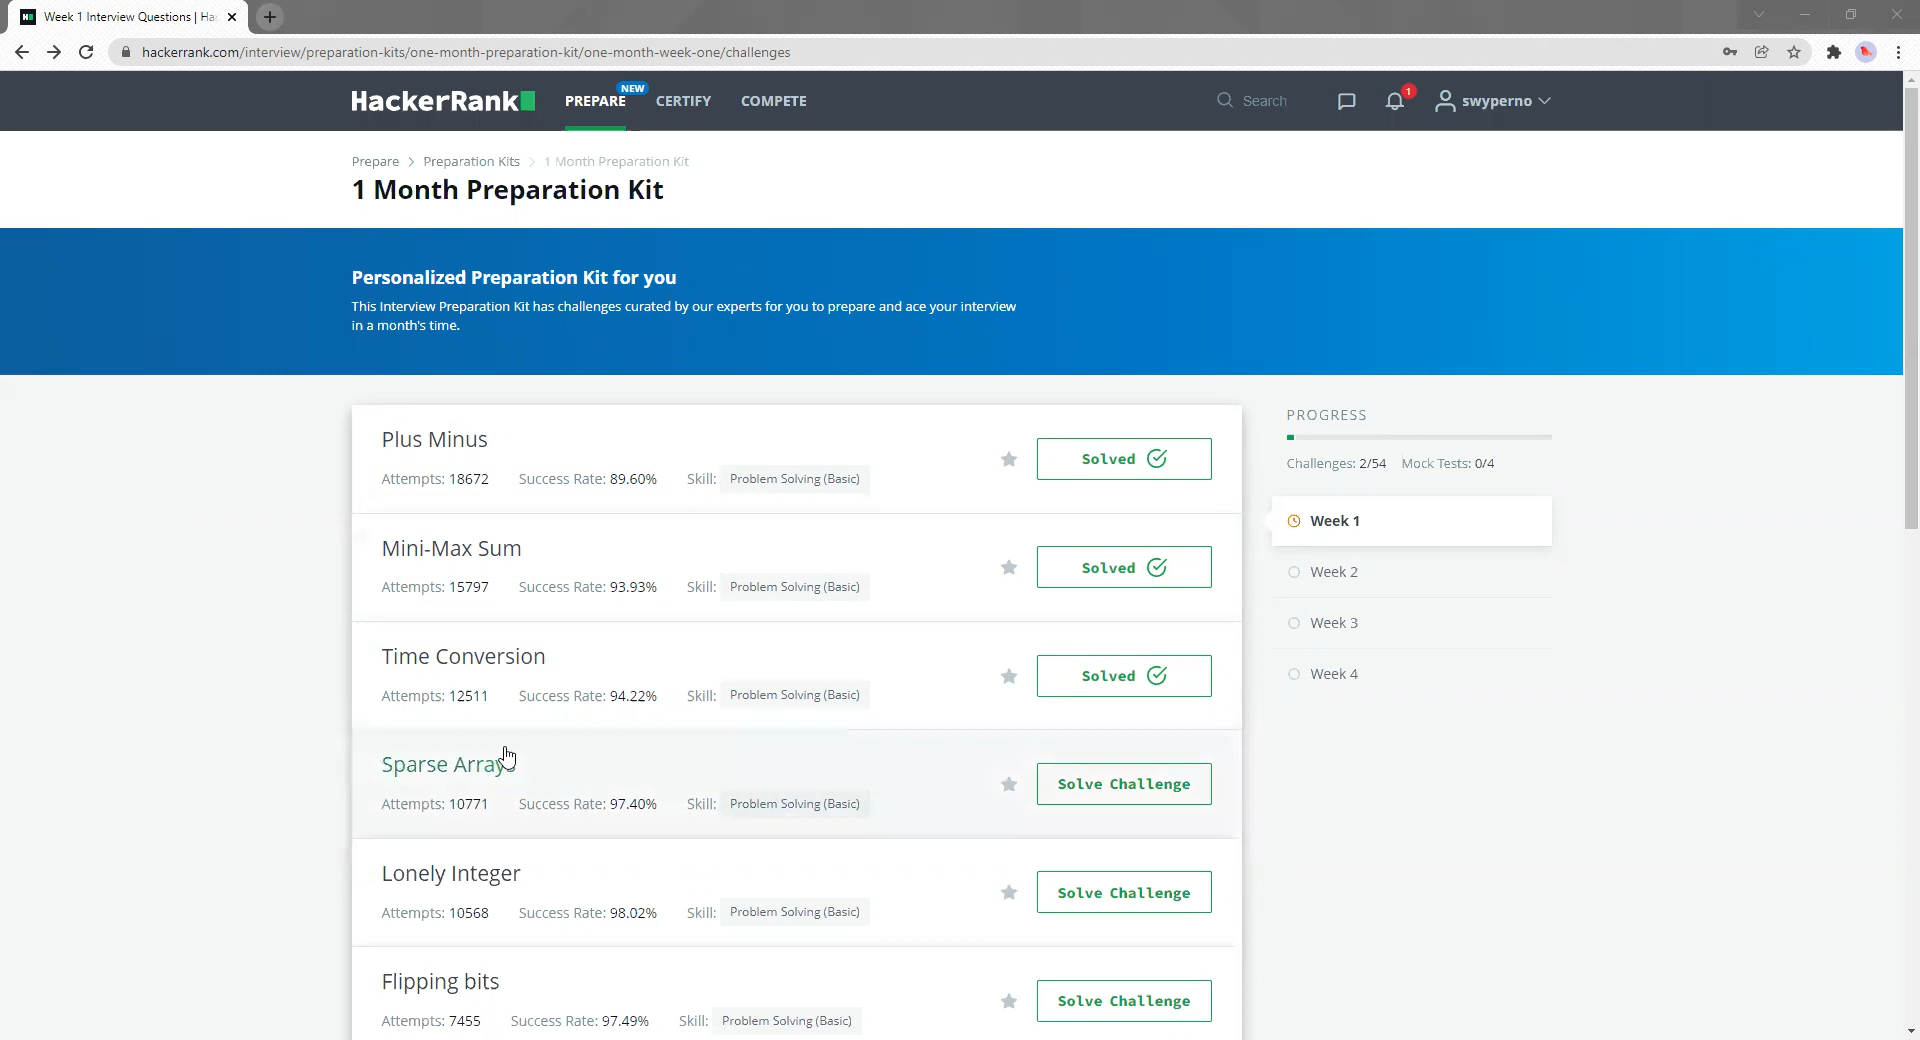 Week 1 Interview Questions | Ha
hackerrank.com/interview/preparation-kits/one-month-preparation-kit/one-month-week-one/challenges
HackerRank
PREPARE
NEW
CERTIFY
COMPETE
Search
1
swyperno
Prepare > Preparation Kits > 1 Month Preparation Kit
1 Month Preparation Kit
Personalized Preparation Kit for you
This Interview Preparation Kit has challenges curated by our experts for you to prepare and ace your interview
in a month's time.
Plus Minus
Attempts: 18672 Success Rate: 89.60% Skill: Problem Solving (Basic)
Solved
Mini-Max Sum
Attempts: 15797 Success Rate: 93.93% Skill: Problem Solving (Basic)
Solved
Time Conversion
Attempts: 12511 Success Rate: 94.22% Skill: Problem Solving (Basic)
Solved
Sparse Arrays
Attempts: 10771 Success Rate: 97.40% Skill: Problem Solving (Basic)
Solve Challenge
Lonely Integer
Attempts: 10568 Success Rate: 98.02% Skill: Problem Solving (Basic)
Solve Challenge
Flipping bits
Attempts: 7455 Success Rate: 97.49% Skill: Problem Solving (Basic)
Solve Challenge
PROGRESS
Challenges: 2/54 Mock Tests: 0/4
Week 1
Week 2
Week 3
Week 4